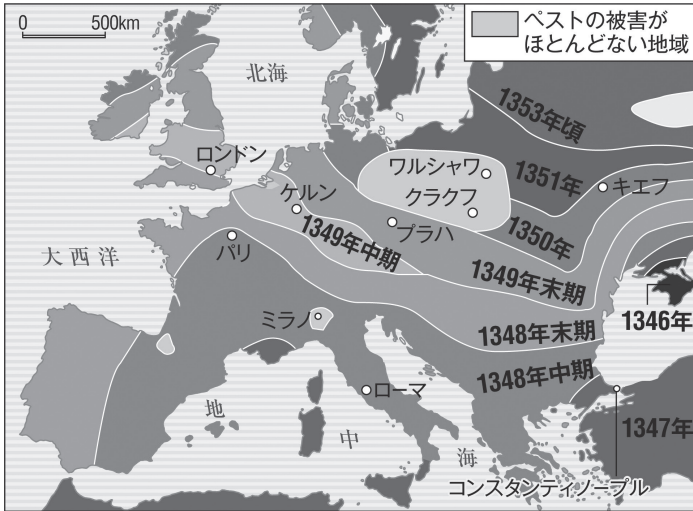 0　　500km
ペストの被害が
ほとんどない地域
北海
1353年頃
ロンドン
ワルシャワ
1351年
キエフ
ケルン
クラクフ
1349年中期
プラハ
1350年
大西洋
パリ
1349年末期
ミラノ
1348年末期
1346年
1348年中期
ローマ
地
中
海
1347年
コンスタンティノープル